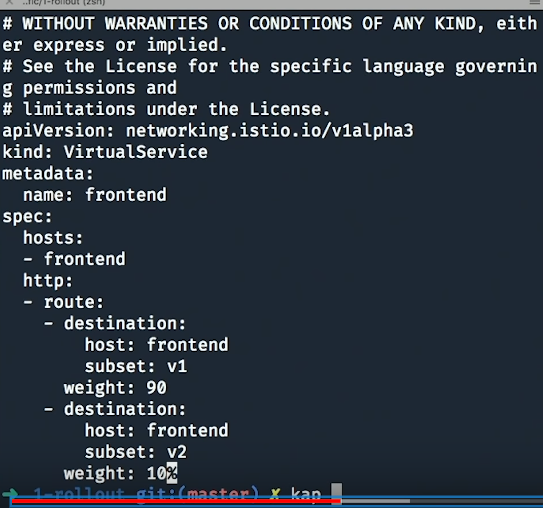 ..fic/1-rollout (zsh)
# WITHOUT WARRANTIES OR CONDITIONS OF ANY KIND, eith
er express or implied.
# See the License for the specific language governin
g permissions and
# limitations under the License.
apiVersion: networking.istio.io/v1alpha3
kind: VirtualService
metadata:
  name: frontend
spec:
  hosts:
  - frontend
  http:
  - route:
    - destination:
        host: frontend
        subset: v1
      weight: 90
    - destination:
        host: frontend
        subset: v2
      weight: 10%
➜ 1-rollout git:(master) ✗ kap